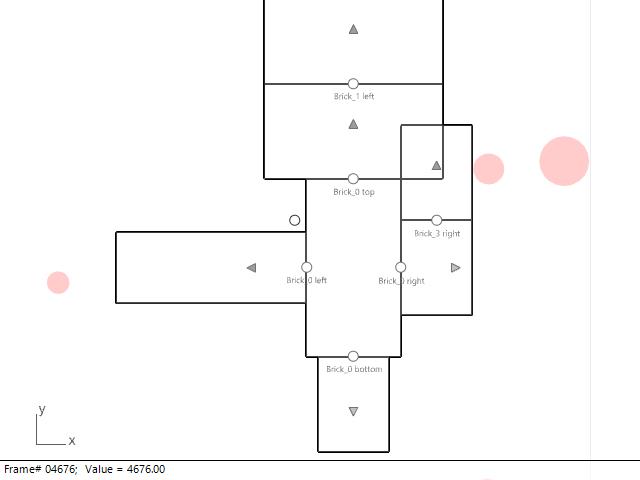 Brick_1 left
Brick_0 top
Brick_3 right
Brick_0 left
Brick_0 right
Brick_0 bottom
y
x
Frame# 04676;  Value = 4676.00